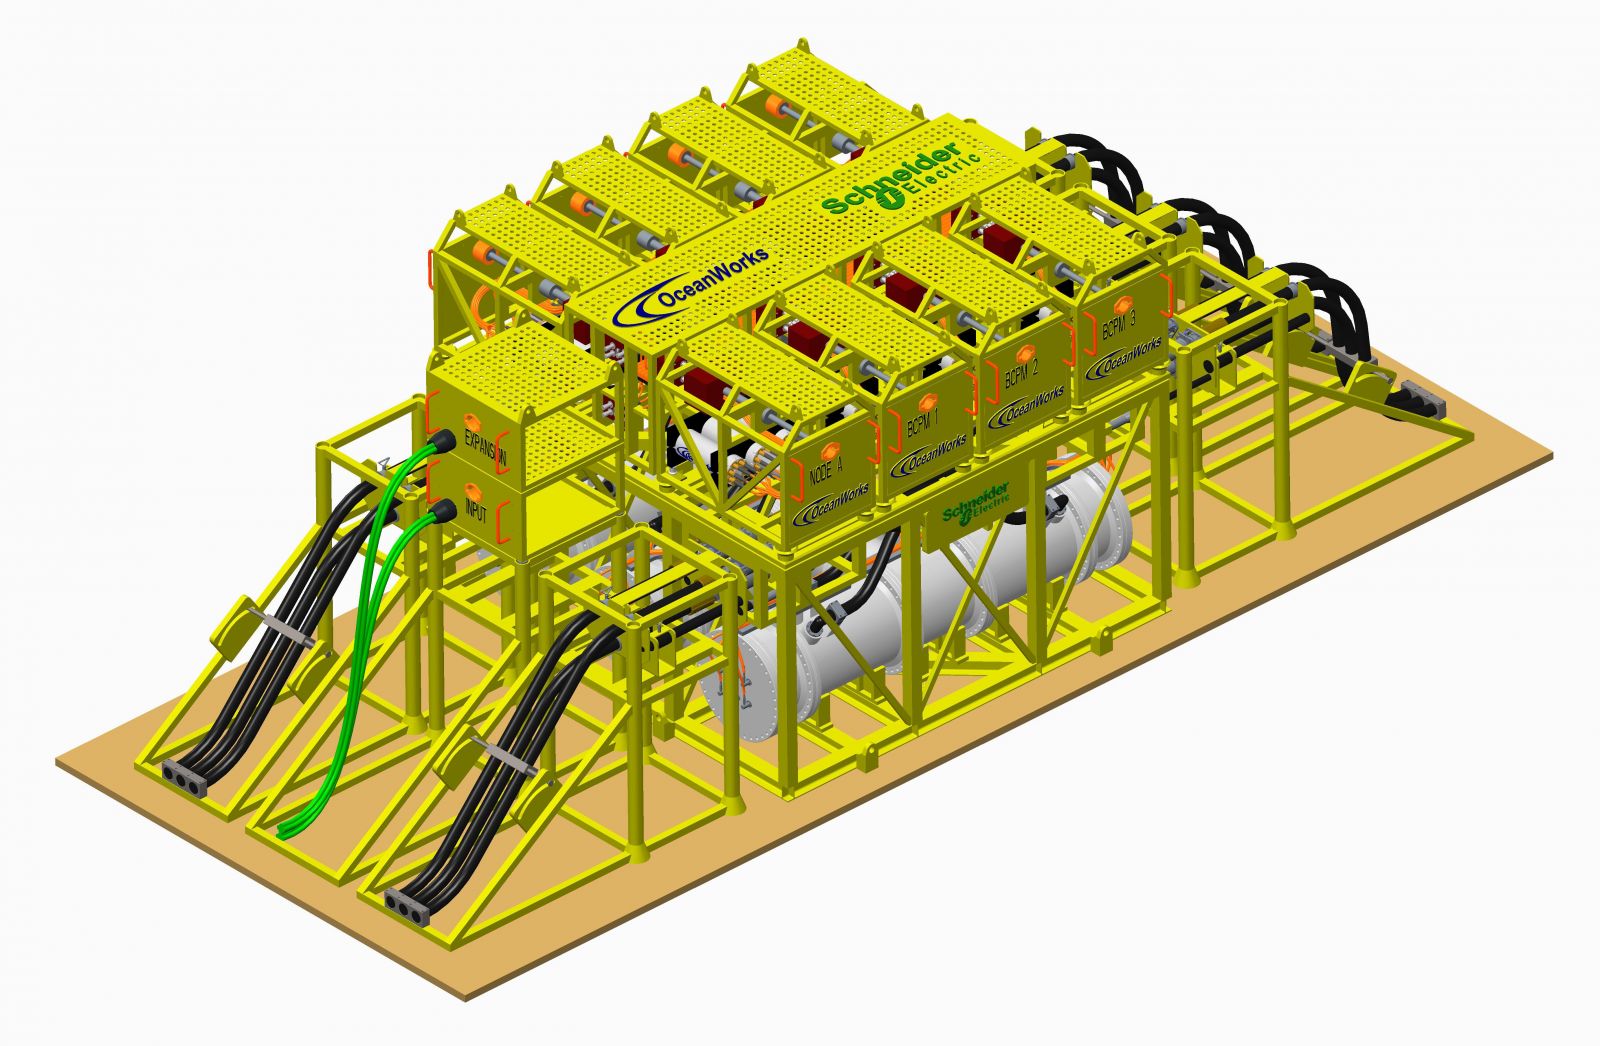 Schneider
Electric
OceanWorks
BCPM 3
OceanWorks
BCPM 2
OceanWorks
BCPM 1
OceanWorks
NODE A
OceanWorks
EXPANSION
INPUT
Schneider
Electric